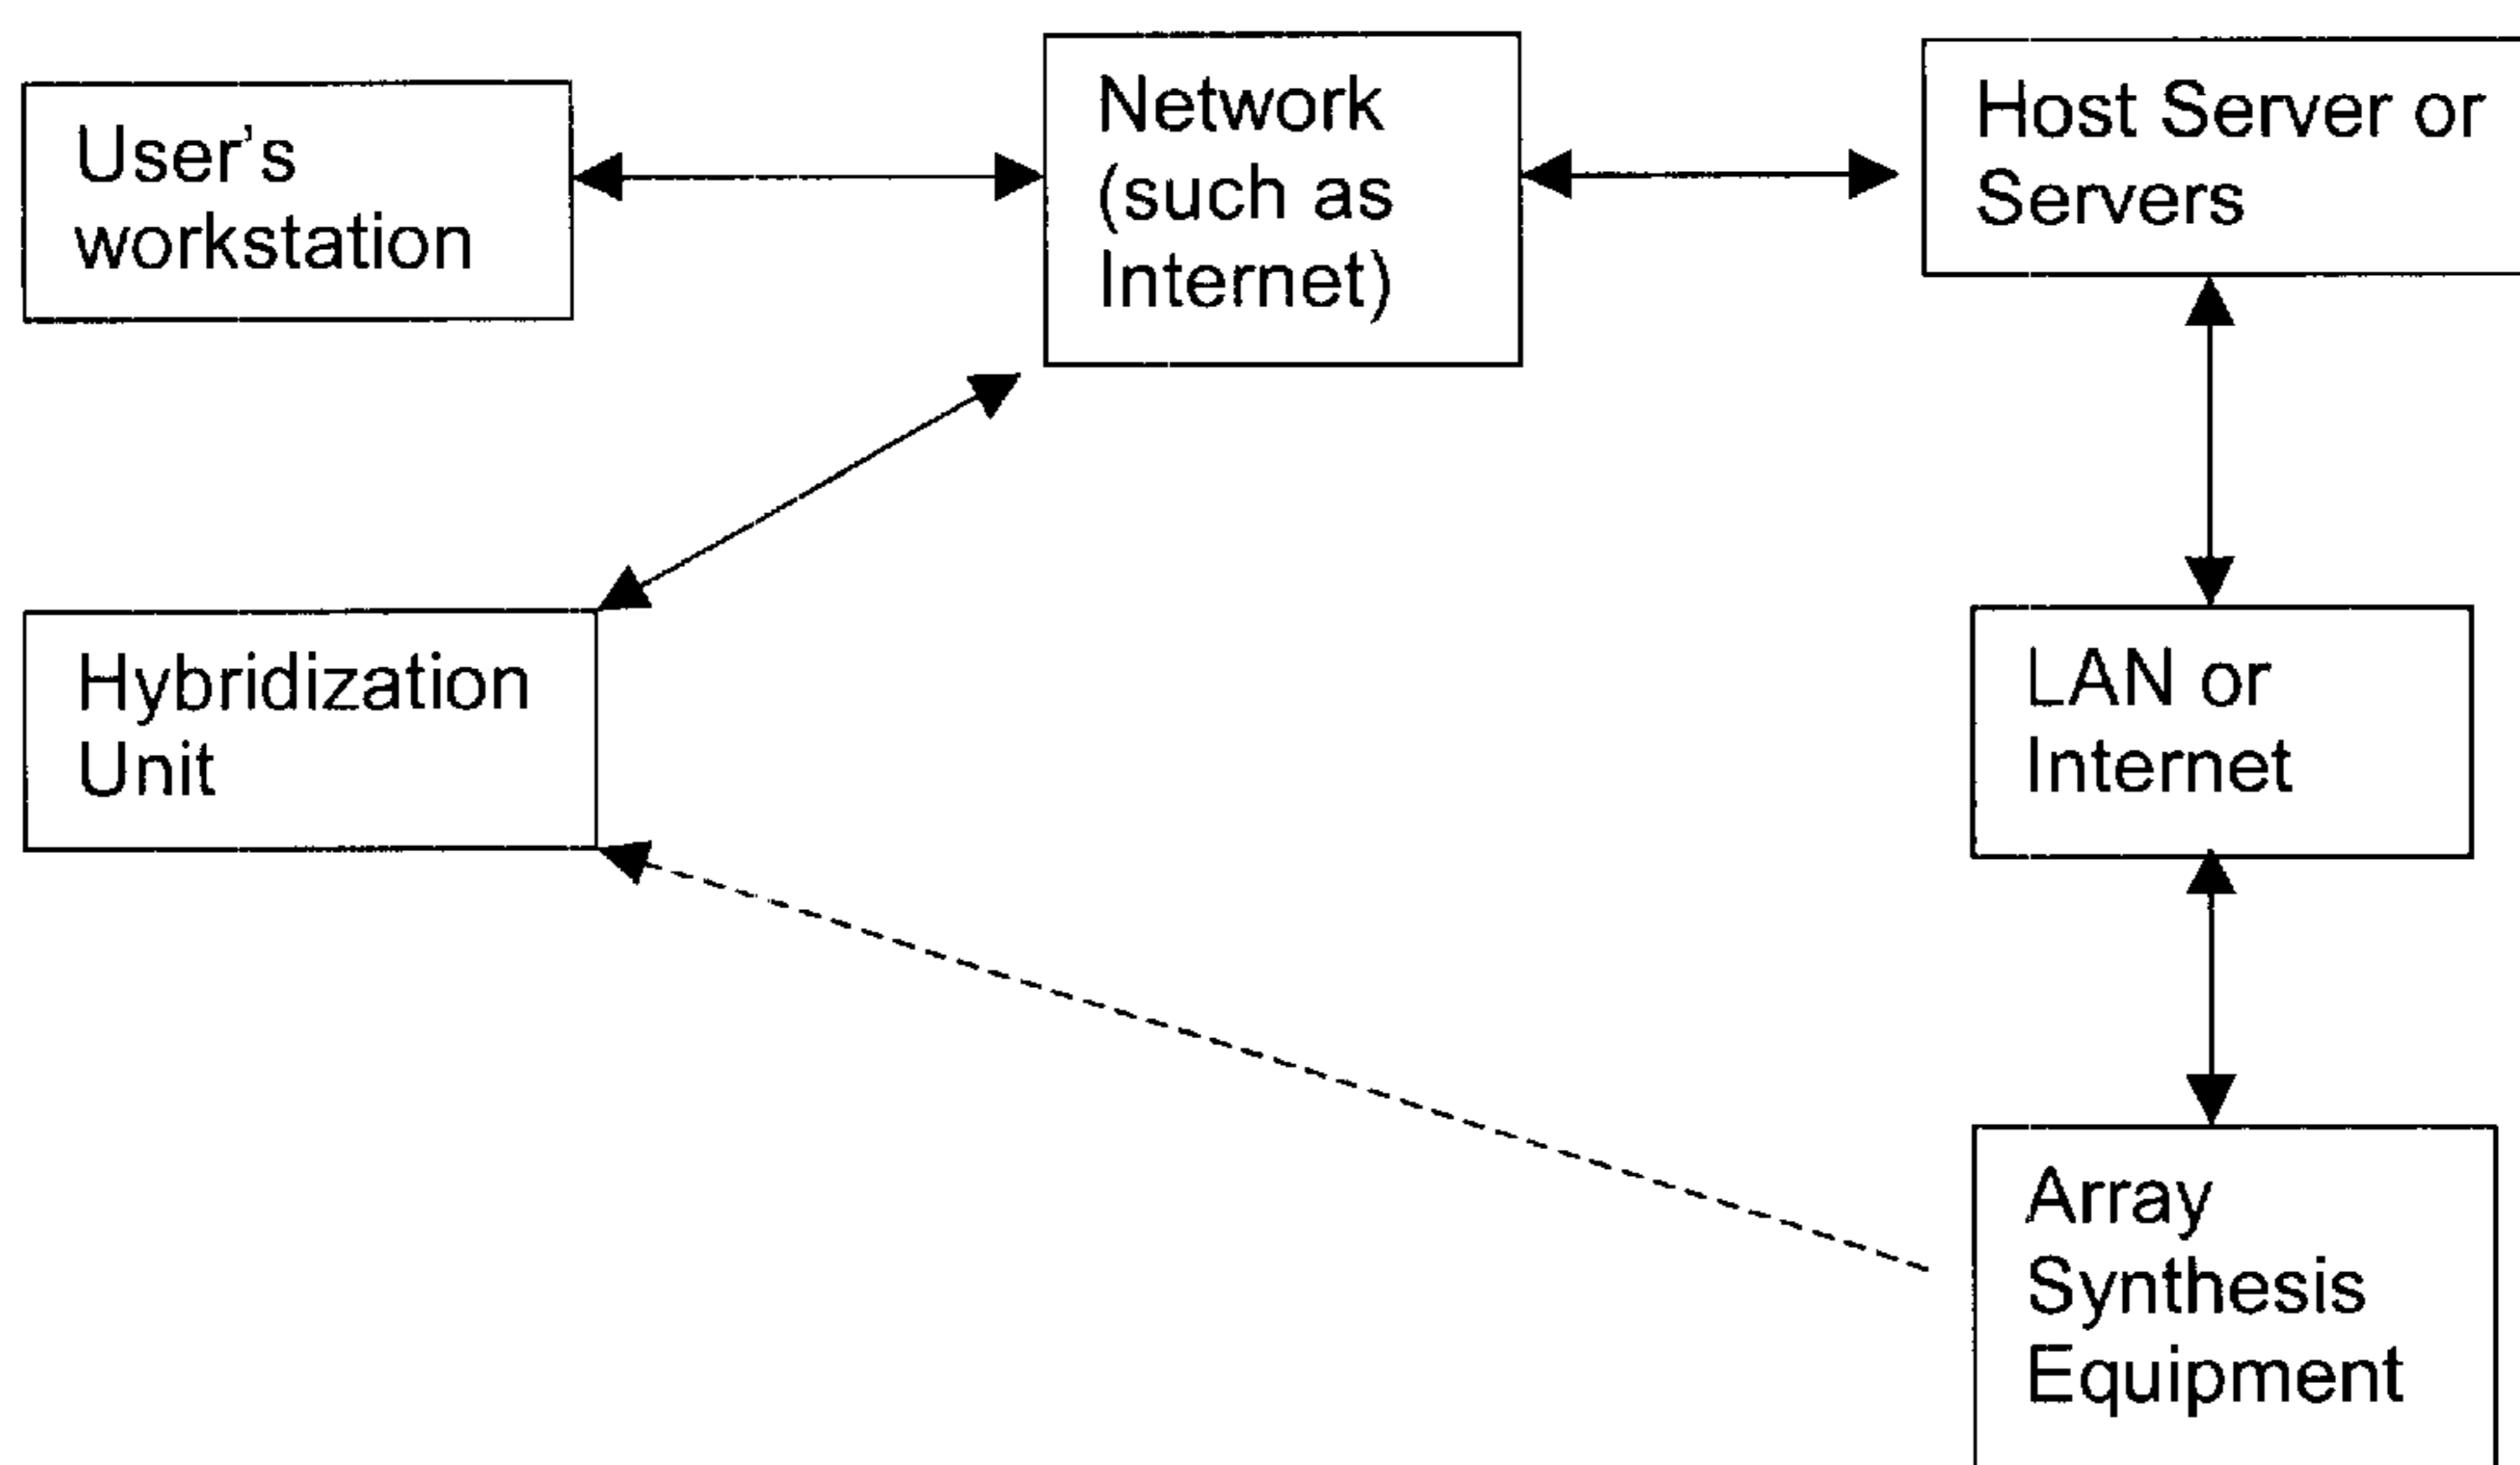 User's
workstation
Network
(such as
Internet)
Host Server or
Servers
Hybridization
Unit
LAN or
Internet
Array
Synthesis
Equipment